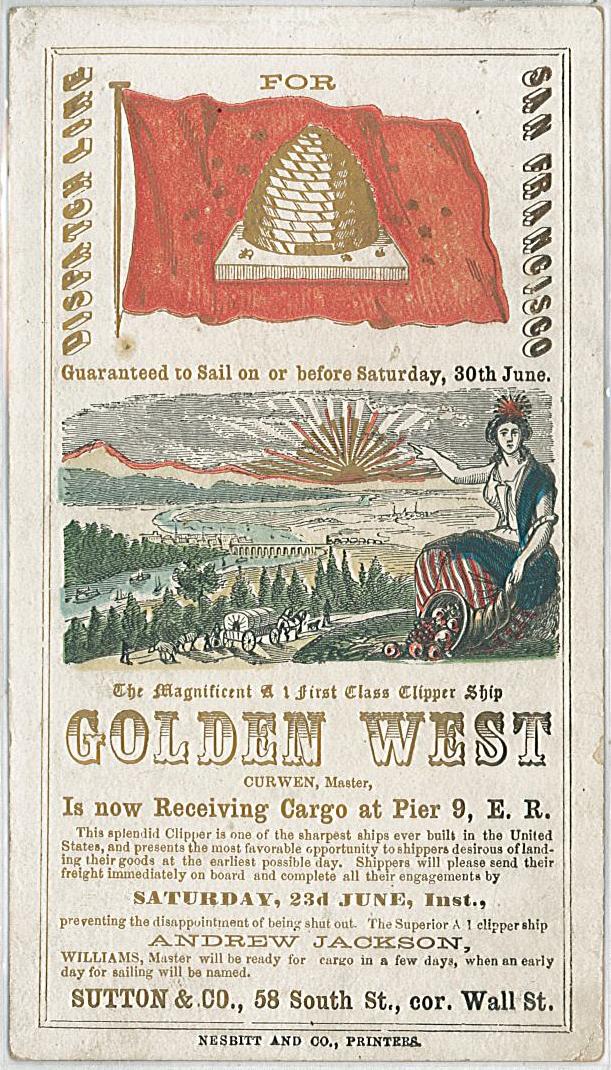 FOR
DISPATCH LINE
SAN FRANCISCO
Guaranteed to Sail on or before Saturday, 30th June.
The Magnificent A 1 First Class Clipper Ship
GOLDEN WEST
CURWEN, Master,
Is now Receiving Cargo at Pier 9, E. R.
This splendid Clipper is one of the sharpest ships ever built in the United
States, and presents the most favorable opportunity to shippers desirous of land-
ing their goods at the earliest possible day. Shippers will please send their
freight immediately on board and complete all their engagements by
SATURDAY, 23d JUNE, Inst.,
preventing the disappointment of being shut out. The Superior A 1 clipper ship
ANDREW JACKSON,
WILLIAMS, Master will be ready for cargo in a few days, when an early
day for sailing will be named.
SUTTON & CO., 58 South St., cor. Wall St.
NESBITT AND CO., PRINTERS.